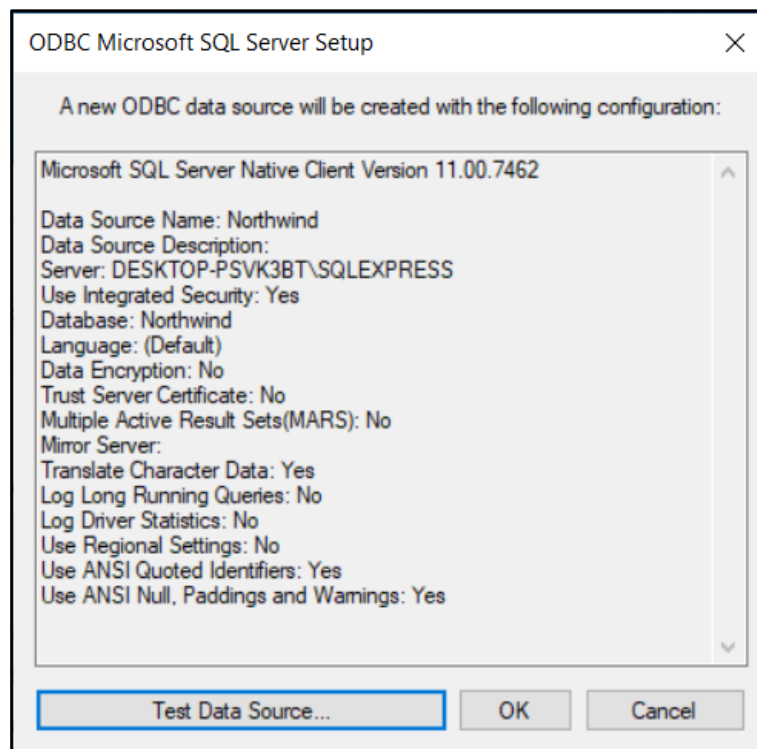 ODBC Microsoft SQL Server Setup
A new ODBC data source will be created with the following configuration:
Microsoft SQL Server Native Client Version 11.00.7462
Data Source Name: Northwind
Data Source Description:
Server: DESKTOP-PSVK3BT\SQLEXPRESS
Use Integrated Security: Yes
Database: Northwind
Language: (Default)
Data Encryption: No
Trust Server Certificate: No
Multiple Active Result Sets(MARS): No
Mirror Server:
Translate Character Data: Yes
Log Long Running Queries: No
Log Driver Statistics: No
Use Regional Settings: No
Use ANSI Quoted Identifiers: Yes
Use ANSI Null, Paddings and Warnings: Yes
Test Data Source... OK Cancel